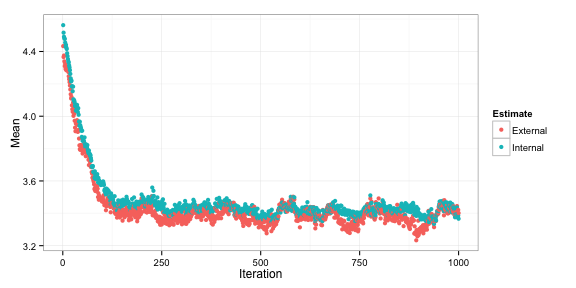 Mean
4.4
4.0
3.6
3.2
0
250
500
750
1000
Iteration
Estimate
External
Internal